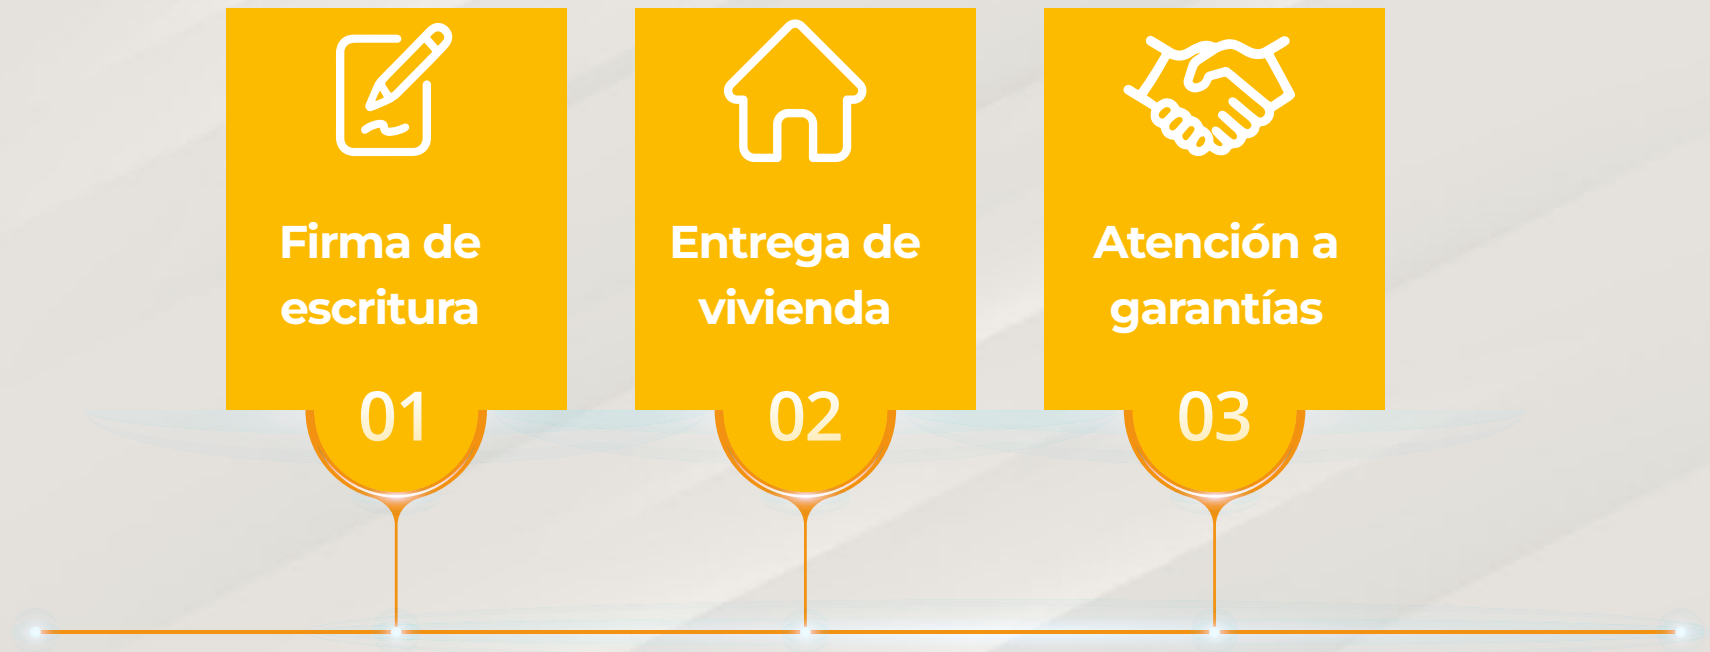 Firma de
escritura
01
Entrega de
vivienda
02
Atención a
garantías
03